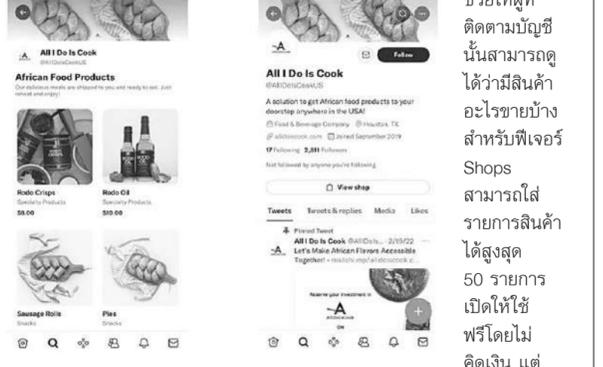 All I Do Is Cook
@AllIDoIsCookUS
African Food Products
Our delicious meals are shipped to you and ready to eat. Just
reheat and enjoy!
Rodo Crisps
Specialty Products
$8.00
Rodo Oil
Specialty Products
$10.00
Sausage Rolls
Snacks
Pies
Snacks
Follow
All I Do Is Cook
@AllIDoIsCookUS
A solution to get African food products to your
doorstep anywhere in the USA!
Food & Beverage Company Houston, TX
allidoiscook.com Joined September 2019
17 Following 2,811 Followers
Not followed by anyone you're following
View shop
Tweets Tweets & replies Media Likes
Pinned Tweet
All I Do Is Cook @AllIDoIs... · 2/19/22
Let's Make African Flavors Accessible
Together! -
Reserve your investment in
ON
ช่วยให้ผู้ที่
ติดตามบัญชี
นั้นสามารถดู
ได้ว่ามีสินค้า
อะไรขายบ้าง
สำหรับฟีเจอร์
Shops
สามารถใส่
รายการสินค้า
ได้สูงสุด
50 รายการ
เปิดให้ใช้
ฟรีโดยไม่
คิดเงิน แต่